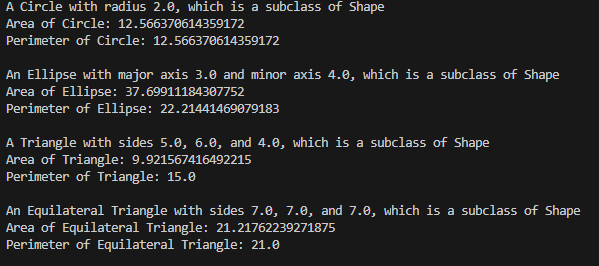 A Circle with radius 2.0, which is a subclass of Shape
Area of Circle: 12.566370614359172
Perimeter of Circle: 12.566370614359172
An Ellipse with major axis 3.0 and minor axis 4.0, which is a subclass of Shape
Area of Ellipse: 37.69911184307752
Perimeter of Ellipse: 22.21441469079183
A Triangle with sides 5.0, 6.0, and 4.0, which is a subclass of Shape
Area of Triangle: 9.921567416492215
Perimeter of Triangle: 15.0
An Equilateral Triangle with sides 7.0, 7.0, and 7.0, which is a subclass of Shape
Area of Equilateral Triangle: 21.21762239271875
Perimeter of Equilateral Triangle: 21.0